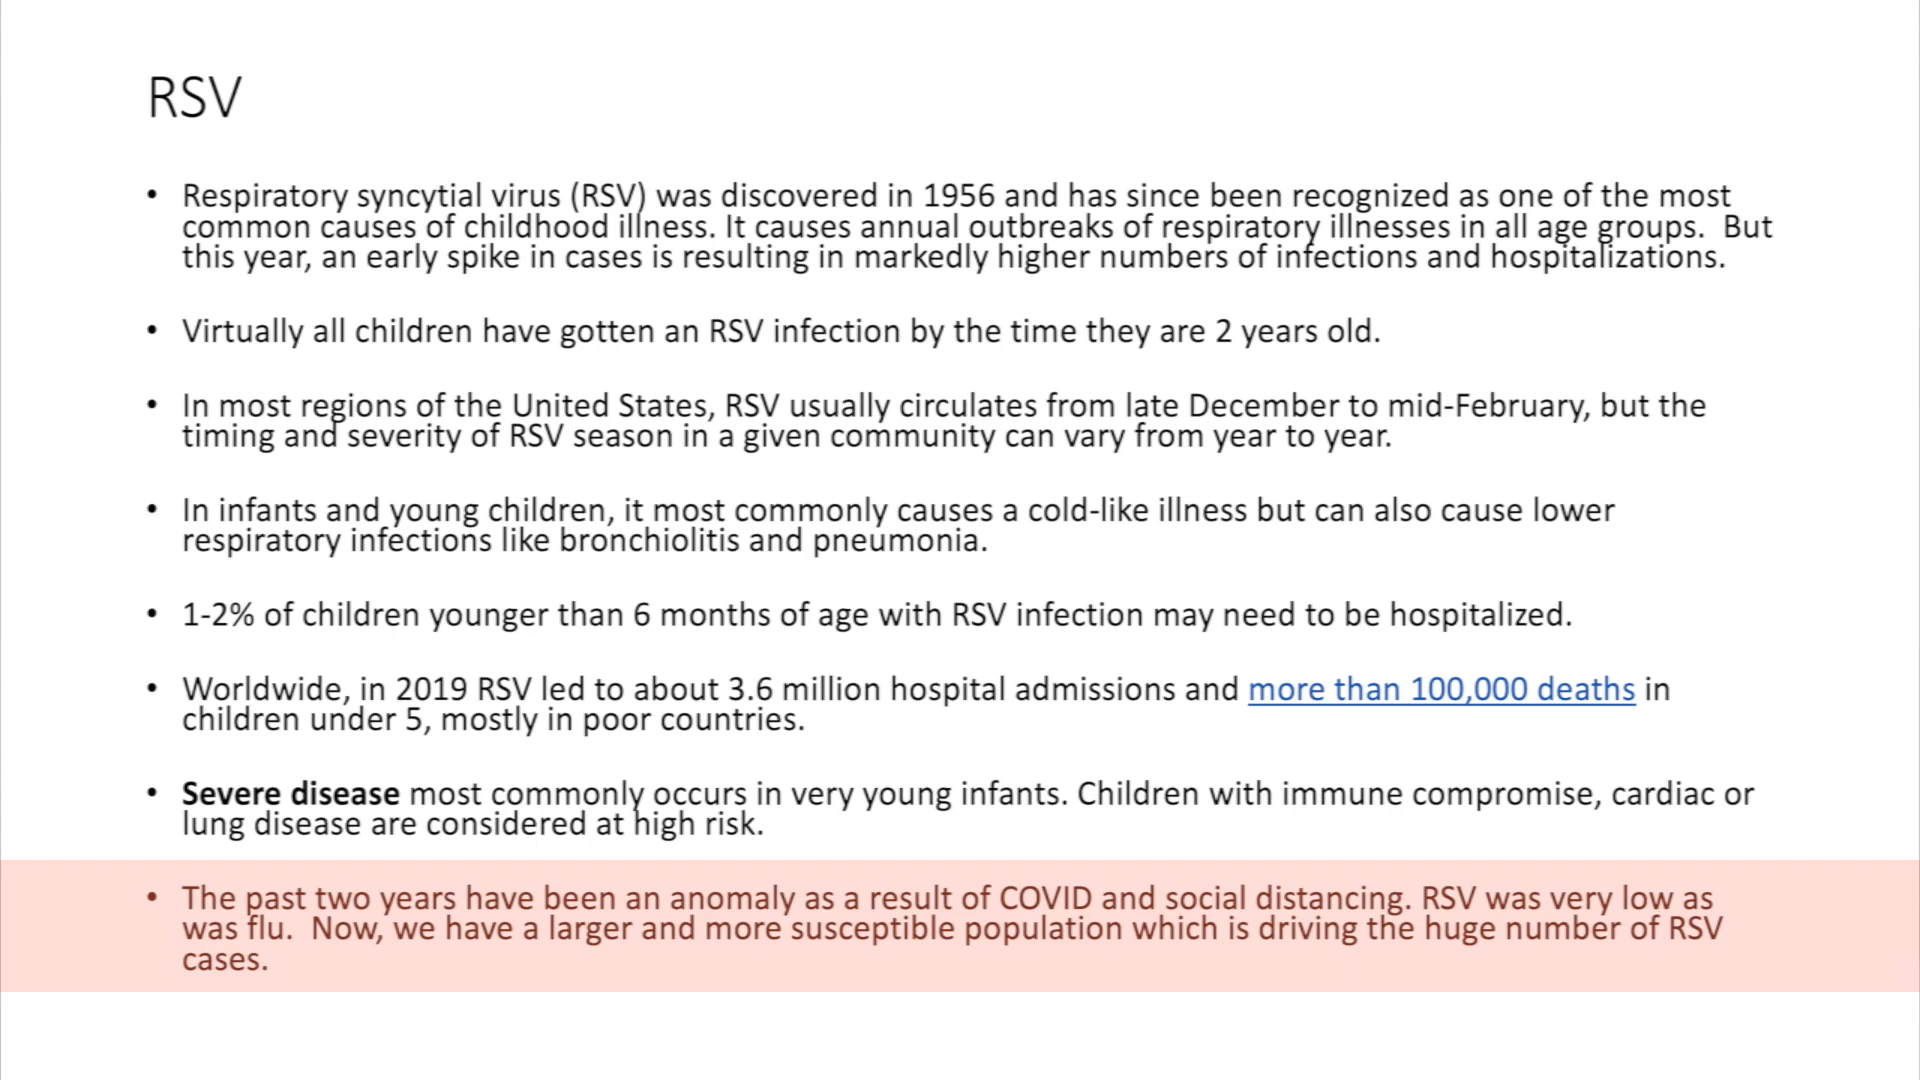 RSV
• Respiratory syncytial virus (RSV) was discovered in 1956 and has since been recognized as one of the most
common causes of childhood illness. It causes annual outbreaks of respiratory illnesses in all age groups.  But
this year, an early spike in cases is resulting in markedly higher numbers of infections and hospitalizations.
• Virtually all children have gotten an RSV infection by the time they are 2 years old.
• In most regions of the United States, RSV usually circulates from late December to mid-February, but the
timing and severity of RSV season in a given community can vary from year to year.
• In infants and young children, it most commonly causes a cold-like illness but can also cause lower
respiratory infections like bronchiolitis and pneumonia.
• 1-2% of children younger than 6 months of age with RSV infection may need to be hospitalized.
• Worldwide, in 2019 RSV led to about 3.6 million hospital admissions and more than 100,000 deaths in
children under 5, mostly in poor countries.
• Severe disease most commonly occurs in very young infants. Children with immune compromise, cardiac or
lung disease are considered at high risk.
• The past two years have been an anomaly as a result of COVID and social distancing. RSV was very low as
was flu.  Now, we have a larger and more susceptible population which is driving the huge number of RSV
cases.